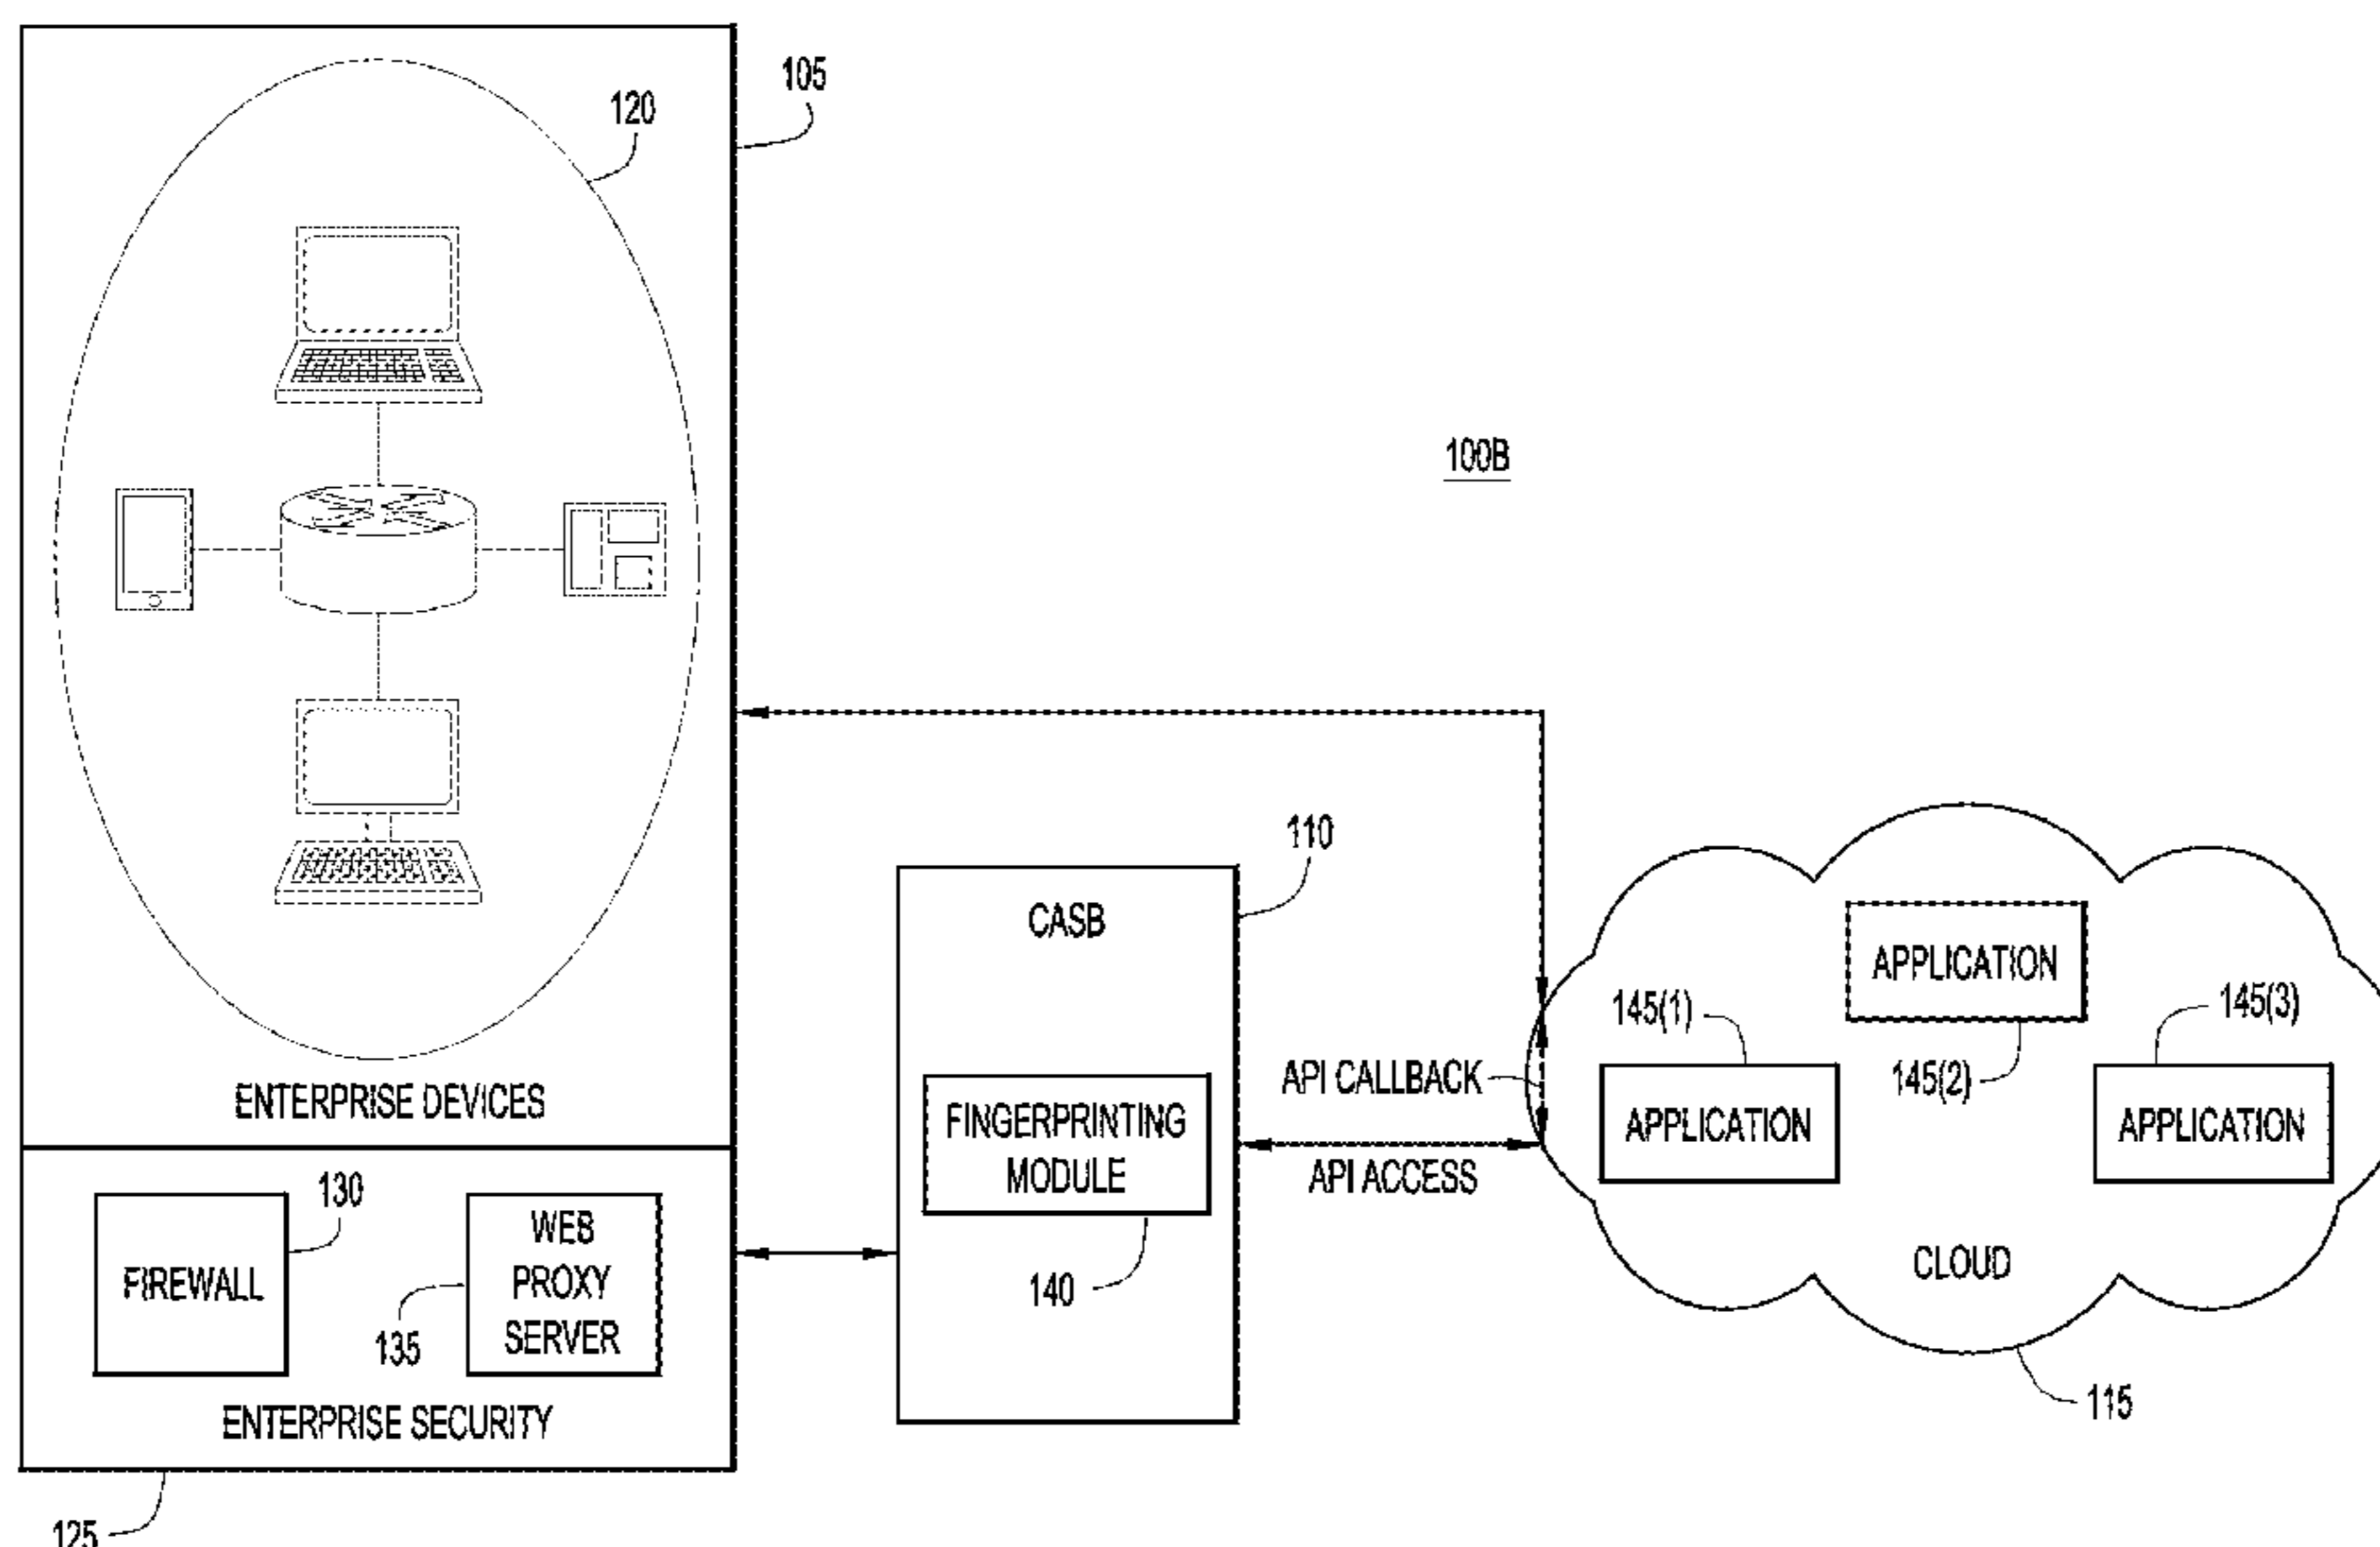 105
120
100B
ENTERPRISE DEVICES
110
CASB
FINGERPRINTING
MODULE
140
API CALLBACK
API ACCESS
APPLICATION
145(1)
145(2)
145(3)
APPLICATION
APPLICATION
CLOUD
115
130
FIREWALL
WEB
PROXY
SERVER
135
ENTERPRISE SECURITY
125